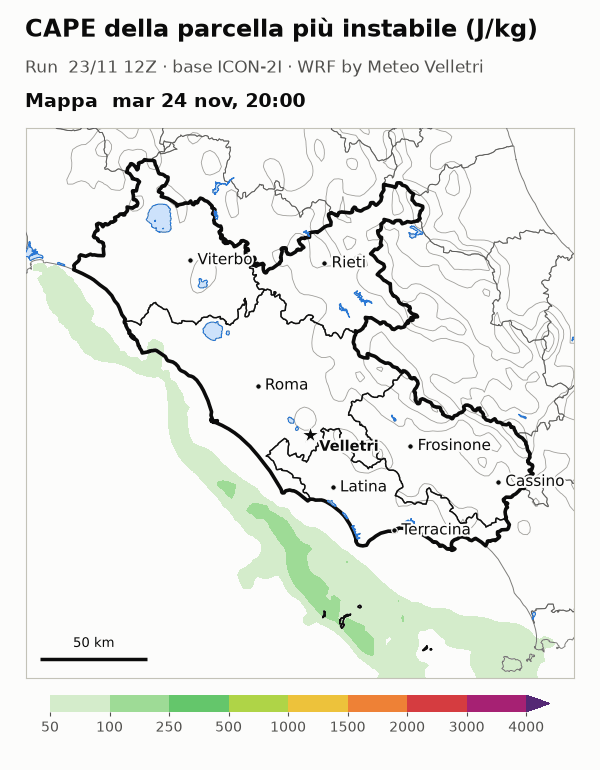 CAPE della parcella più instabile (J/kg)
Run  23/11 12Z · base ICON-2I · WRF by Meteo Velletri
Mappa  mar 24 nov, 20:00
Viterbo
Rieti
Roma
Velletri
Frosinone
Cassino
Latina
Terracina
50 km
50 100 250 500 1000 1500 2000 3000 4000